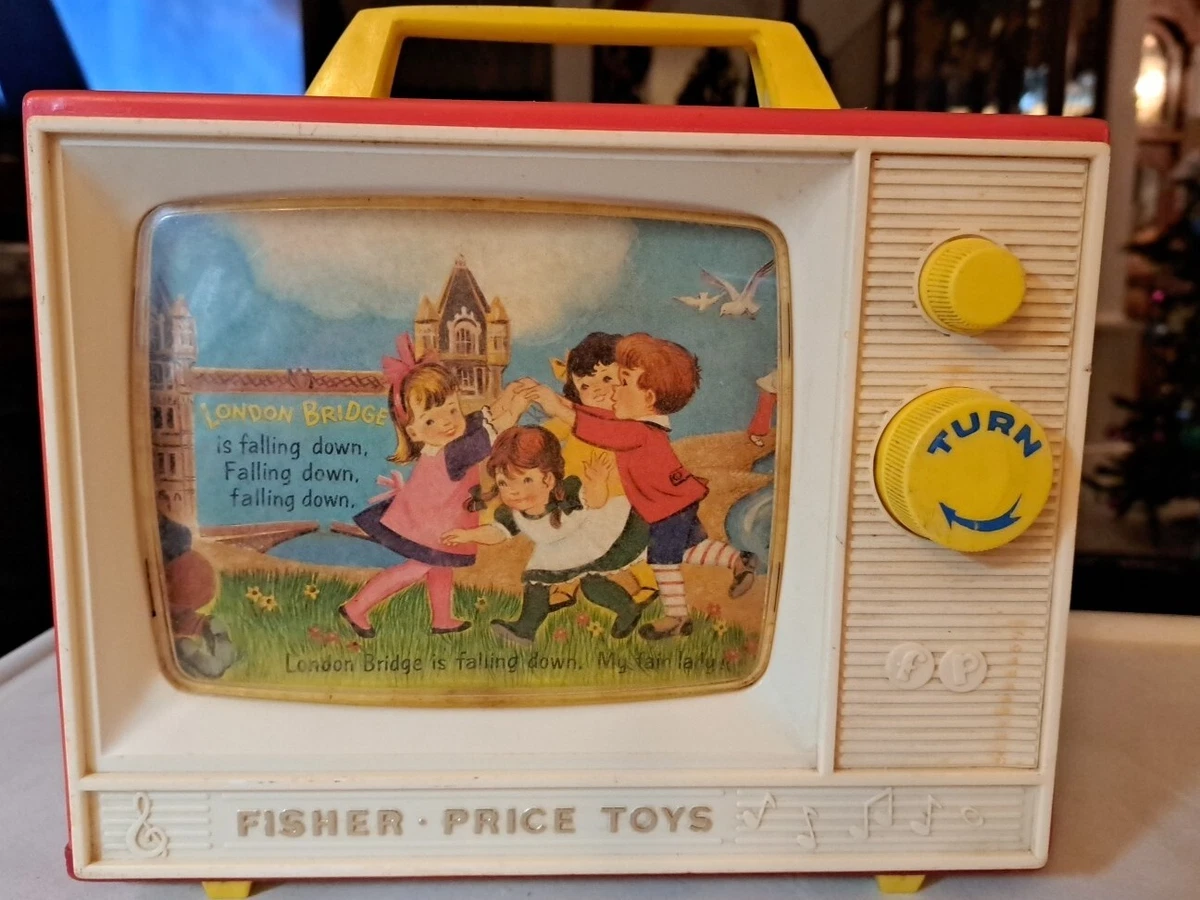 LONDON BRIDGE
is falling down,
Falling down,
falling down.
London Bridge is falling down. My fair lady.
TURN
fp
FISHER·PRICE TOYS